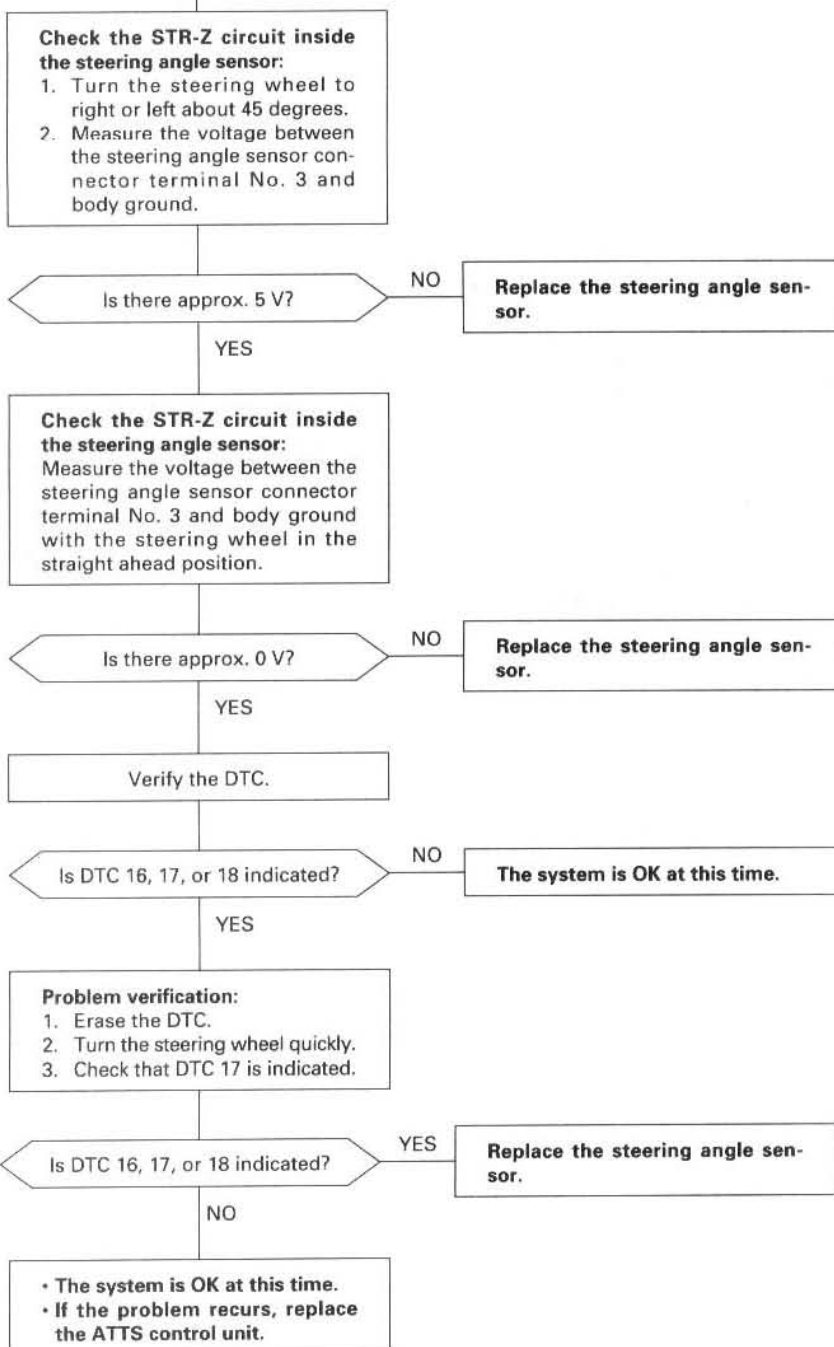 Check the STR-Z circuit inside
the steering angle sensor:
1. Turn the steering wheel to
right or left about 45 degrees.
2. Measure the voltage between
the steering angle sensor con-
nector terminal No. 3 and
body ground.
Is there approx. 5 V?
NO
Replace the steering angle sen-
sor.
YES
Check the STR-Z circuit inside
the steering angle sensor:
Measure the voltage between the
steering angle sensor connector
terminal No. 3 and body ground
with the steering wheel in the
straight ahead position.
Is there approx. 0 V?
NO
Replace the steering angle sen-
sor.
YES
Verify the DTC.
Is DTC 16, 17, or 18 indicated?
NO
The system is OK at this time.
YES
Problem verification:
1. Erase the DTC.
2. Turn the steering wheel quickly.
3. Check that DTC 17 is indicated.
Is DTC 16, 17, or 18 indicated?
YES
Replace the steering angle sen-
sor.
NO
• The system is OK at this time.
• If the problem recurs, replace
the ATTS control unit.